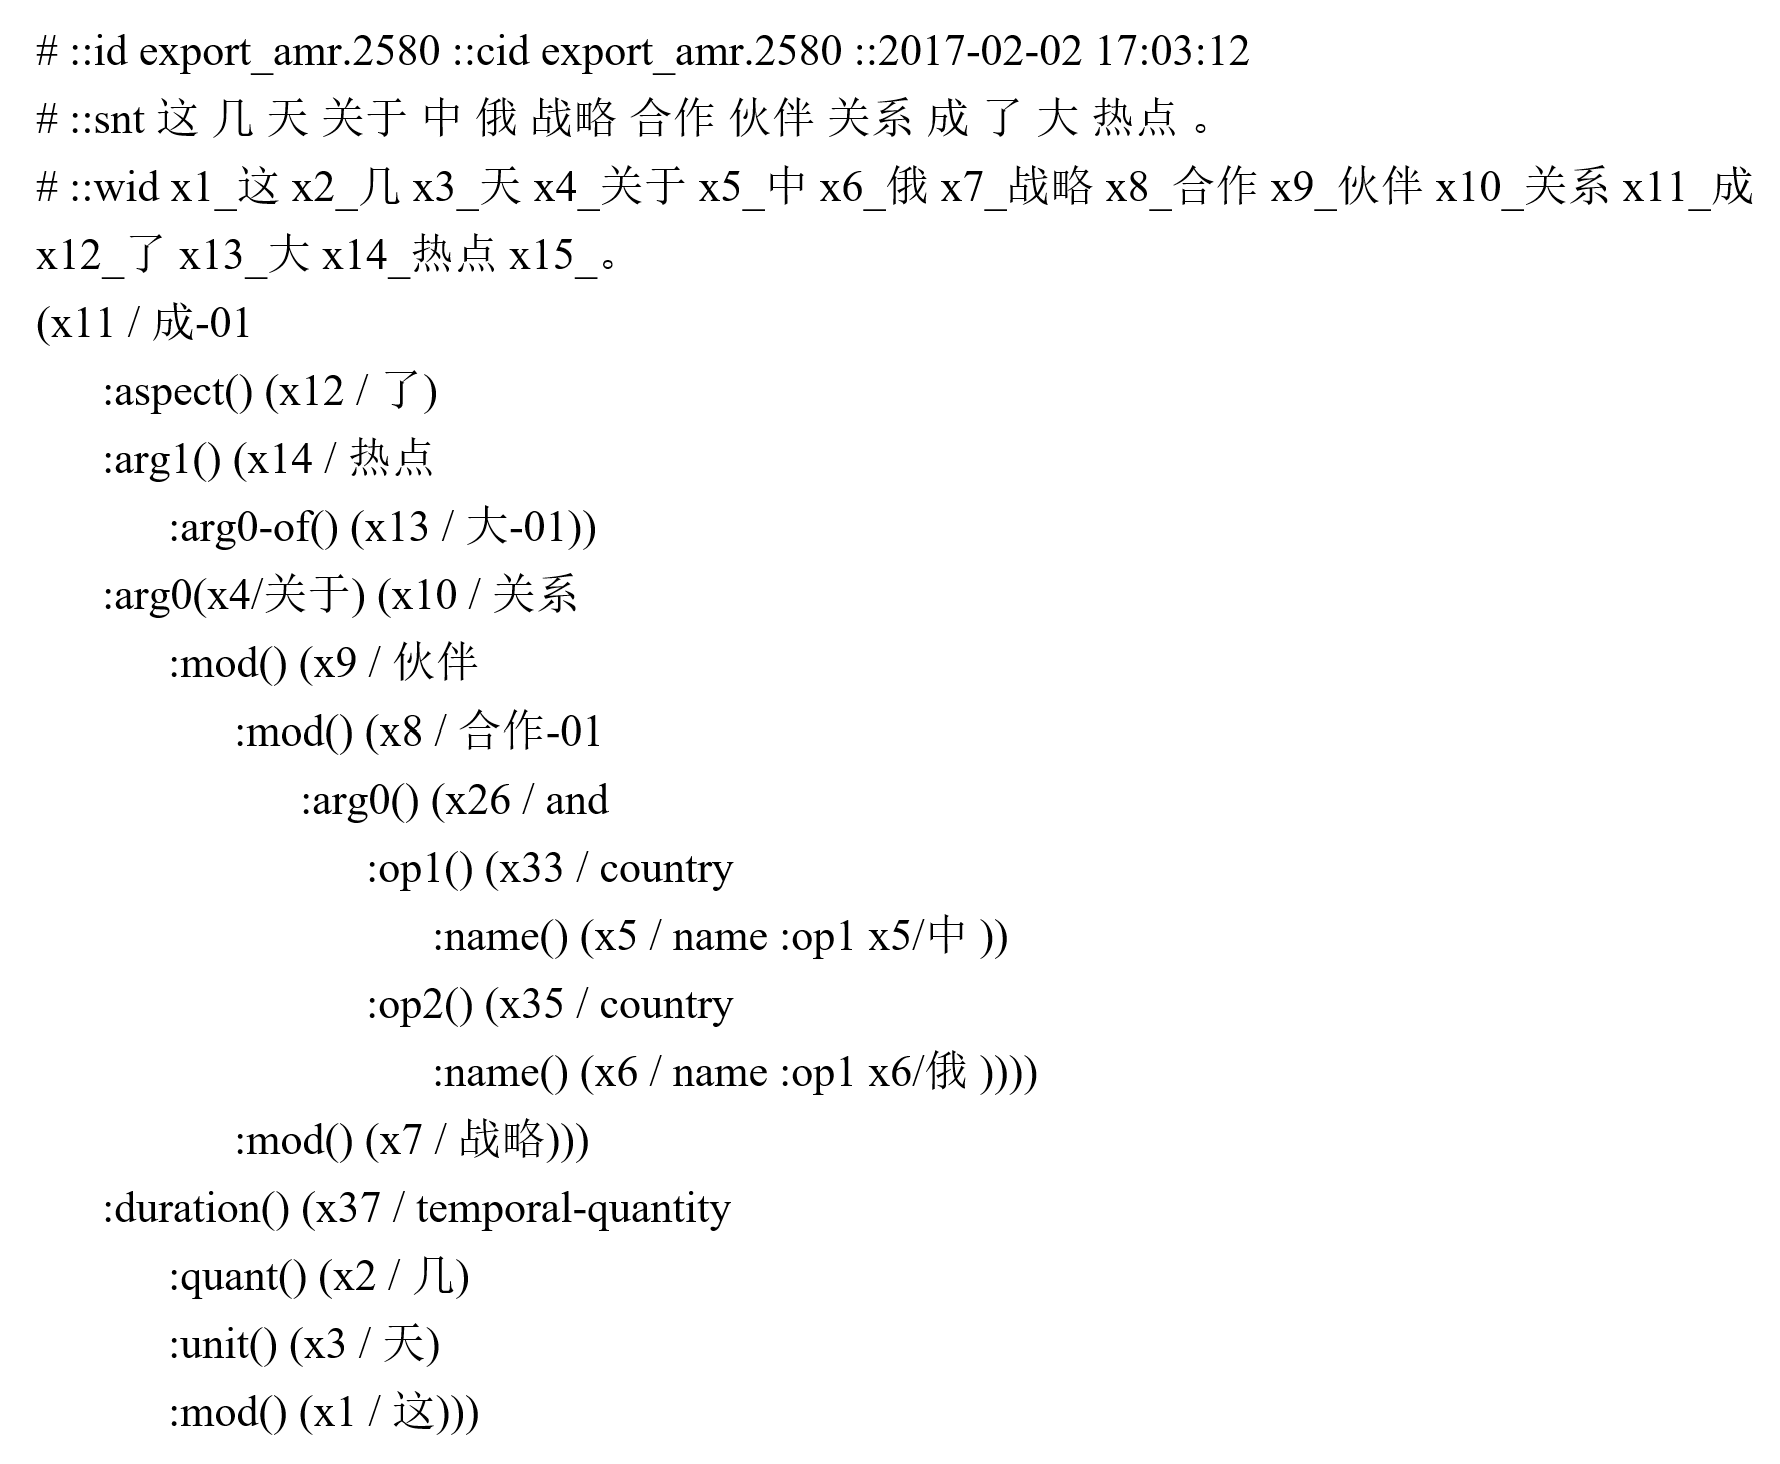 # ::id export_amr.2580 ::cid export_amr.2580 ::2017-02-02 17:03:12
# ::snt 这 几 天 关于 中 俄 战略 合作 伙伴 关系 成 了 大 热点 。
# ::wid x1_这 x2_几 x3_天 x4_关于 x5_中 x6_俄 x7_战略 x8_合作 x9_伙伴 x10_关系 x11_成
x12_了 x13_大 x14_热点 x15_。
(x11 / 成-01
:aspect() (x12 / 了)
:arg1() (x14 / 热点
:arg0-of() (x13 / 大-01))
:arg0(x4/关于) (x10 / 关系
:mod() (x9 / 伙伴
:mod() (x8 / 合作-01
:arg0() (x26 / and
:op1() (x33 / country
:name() (x5 / name :op1 x5/中 ))
:op2() (x35 / country
:name() (x6 / name :op1 x6/俄 ))))
:mod() (x7 / 战略)))
:duration() (x37 / temporal-quantity
:quant() (x2 / 几)
:unit() (x3 / 天)
:mod() (x1 / 这)))